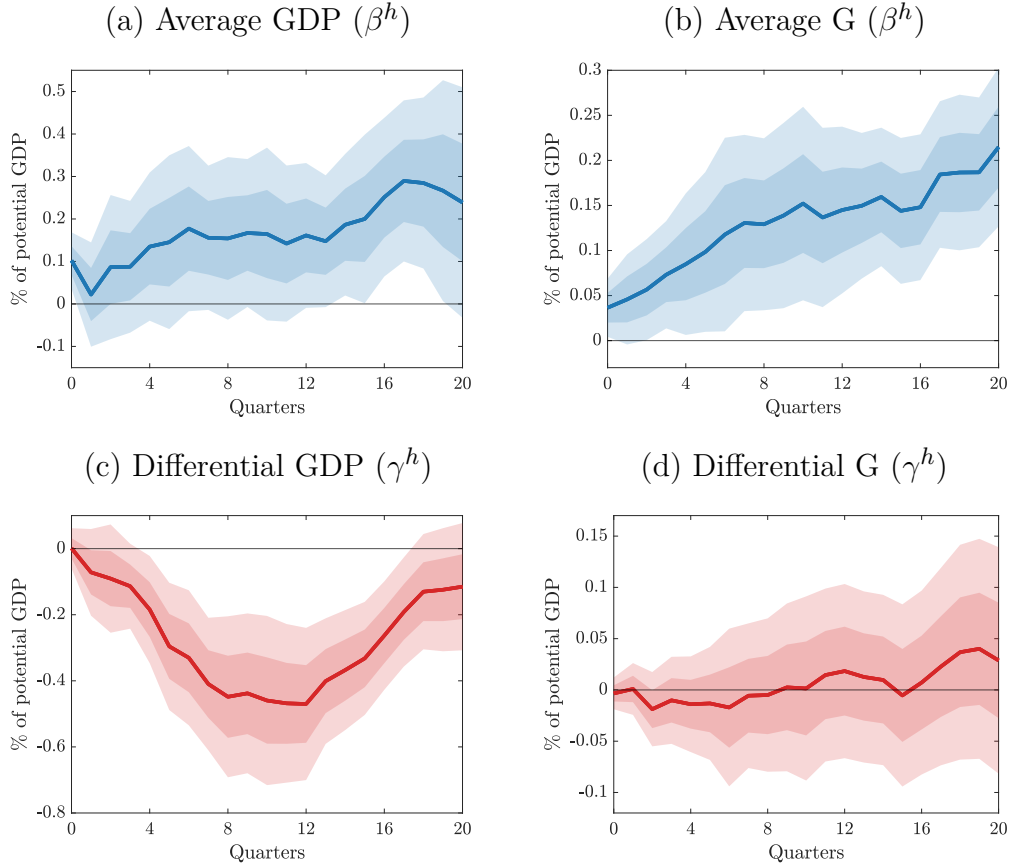 (a) Average GDP (β^h)
% of potential GDP
0.5
0.4
0.3
0.2
0.1
0
-0.1
0 4 8 12 16 20
Quarters
(b) Average G (β^h)
% of potential GDP
0.3
0.25
0.2
0.15
0.1
0.05
0
0 4 8 12 16 20
Quarters
(c) Differential GDP (γ^h)
% of potential GDP
0
-0.2
-0.4
-0.6
-0.8
0 4 8 12 16 20
Quarters
(d) Differential G (γ^h)
% of potential GDP
0.15
0.1
0.05
0
-0.05
-0.1
0 4 8 12 16 20
Quarters